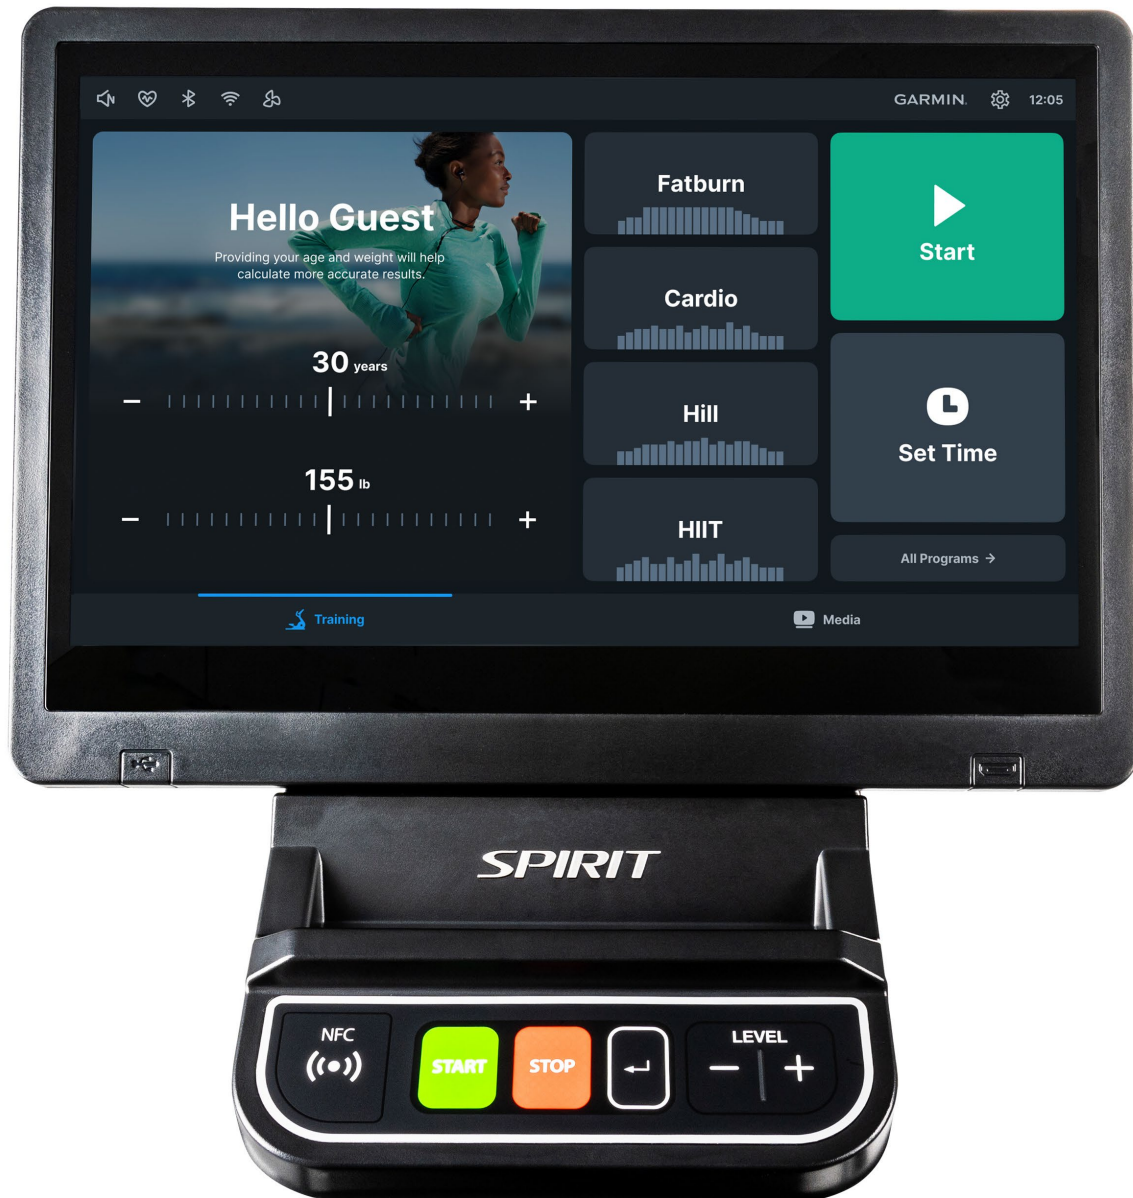 GARMIN.
12:05
Hello Guest
Providing your age and weight will help
calculate more accurate results.
30 years
155 lb
Fatburn
Cardio
Hill
HIIT
Start
Set Time
All Programs
Training
Media
SPIRIT
NFC
START
STOP
LEVEL